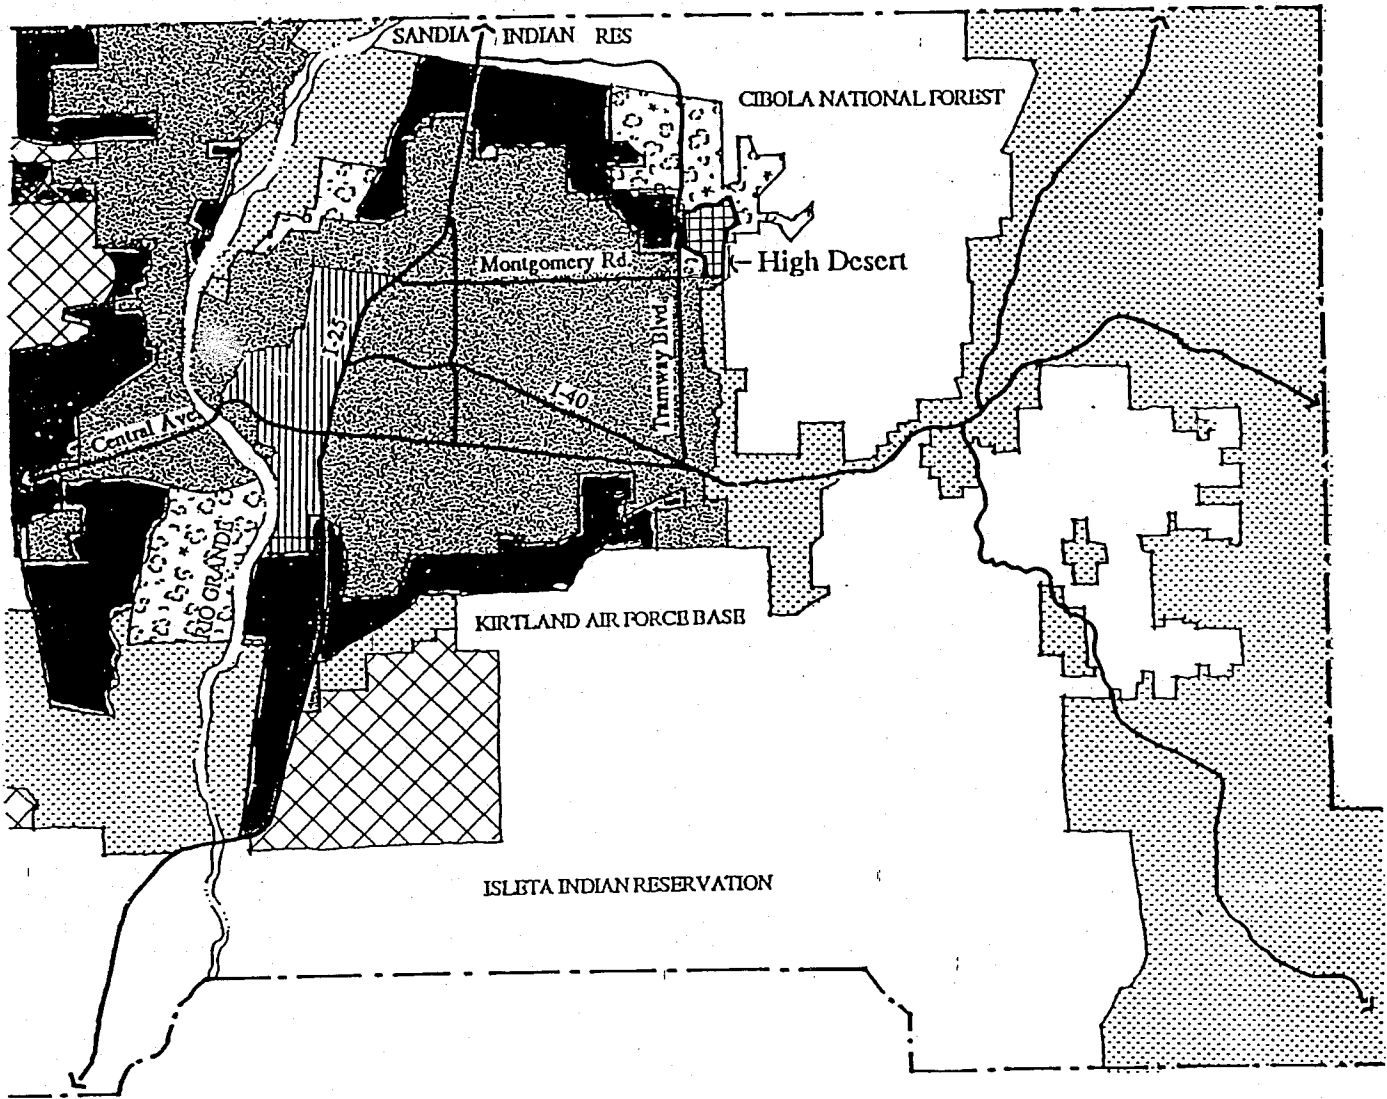 SANDIA INDIAN RES
CIBOLA NATIONAL FOREST
Montgomery Rd.
High Desert
I-25
Tramway Blvd.
I-40
Central Ave.
RIO GRANDE
KIRTLAND AIR FORCE BASE
ISLETA INDIAN RESERVATION